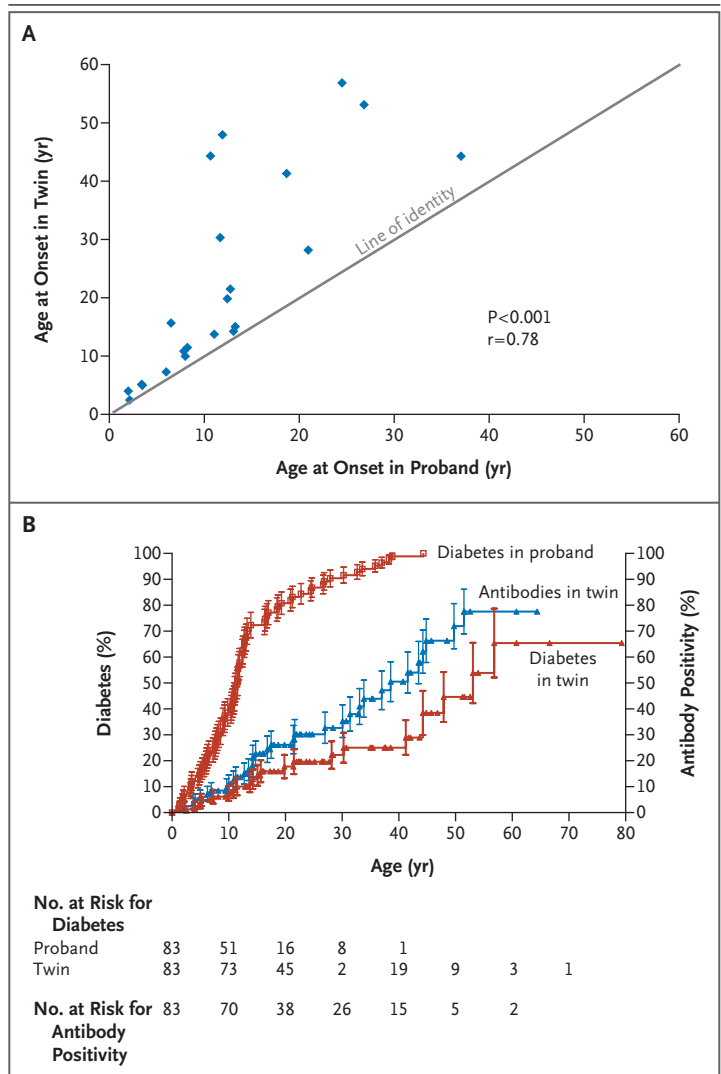 A
60
50
40
30
20
10
0
Age at Onset in Twin (yr)
Line of identity
P<0.001
r=0.78
0 10 20 30 40 50 60
Age at Onset in Proband (yr)
B
100
90
80
70
60
50
40
30
20
10
0
Diabetes (%)
Diabetes in proband
Antibodies in twin
Diabetes
in twin
100
90
80
70
60
50
40
30
20
10
0
Antibody Positivity (%)
0 10 20 30 40 50 60 70 80
Age (yr)
No. at Risk for
Diabetes
Proband 83 51 16 8 1
Twin 83 73 45 2 19 9 3 1
No. at Risk for 83 70 38 26 15 5 2
Antibody
Positivity